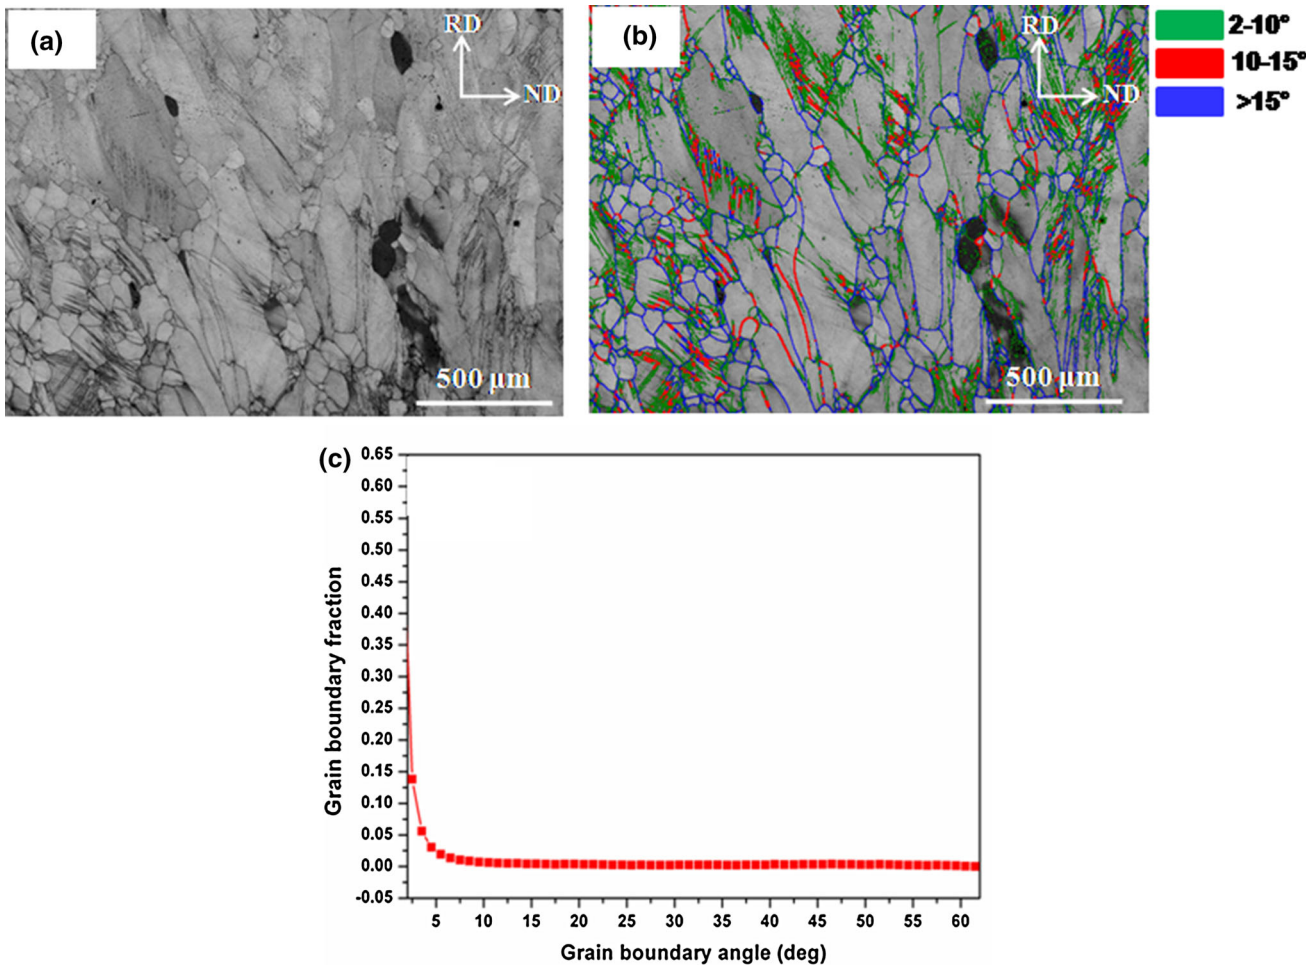 (a)
RD
ND
500 µm
(b)
RD
ND
500 µm
2-10°
10-15°
>15°
(c)
0.65
0.60
0.55
0.50
0.45
0.40
0.35
0.30
0.25
0.20
0.15
0.10
0.05
0.00
-0.05
Grain boundary fraction
5 10 15 20 25 30 35 40 45 50 55 60
Grain boundary angle (deg)